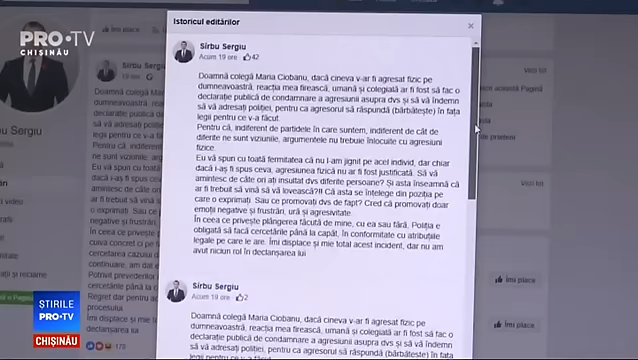 PRO•TV
CHIȘINĂU
Istoricul editărilor
Sîrbu Sergiu
Acum 19 ore 42
Doamnă colegă Maria Ciobanu, dacă cineva v-ar fi agresat fizic pe
dumneavoastră, reacția mea firească, umană și colegială ar fi fost să fac o
declarație publică de condamnare a agresiunii asupra dvs și să vă îndemn
să vă adresați poliției, pentru ca agresorul să răspundă (bărbătește) în fața
legii pentru ce v-a făcut.
Pentru că, indiferent de partidele în care suntem, indiferent de cât de
diferite ne sunt viziunile, argumentele nu trebuie înlocuite cu agresiuni
fizice.
Eu vă spun cu toată fermitatea că nu l-am jignit pe acel individ, dar chiar
dacă i-aș fi spus ceva, agresiunea fizică nu ar fi fost justificată. Să vă
amintesc de câte ori ați insultat dvs diferite persoane? Și asta înseamnă că
ar fi trebuit să vină să vă lovească?!! Că asta se înțelege din poziția pe
care o exprimați. Sau ce promovați dvs de fapt? Cred că promovați doar
emoții negative și frustrări, ură și agresivitate.
În ceea ce privește plângerea făcută de mine, cu ea sau fără, Poliția e
obligată să facă cercetările până la capăt, în conformitate cu atribuțiile
legale pe care le are. Îmi displace și mie total acest incident, dar nu am
avut niciun rol în declanșarea lui
Sîrbu Sergiu
Acum 19 ore 2
Doamnă colegă Maria Ciobanu, dacă cineva v-ar fi agresat fizic pe
dumneavoastră, reacția mea firească, umană și colegială ar fi fost să fac o
declarație publică de condamnare a agresiunii asupra dvs și să vă îndemn
să vă adresați poliției, pentru ca agresorul să răspundă (bărbătește) în fața
legii pentru ce v-a făcut.
Îmi place
Îmi place
ȘTIRILE
PRO•TV
CHIȘINĂU